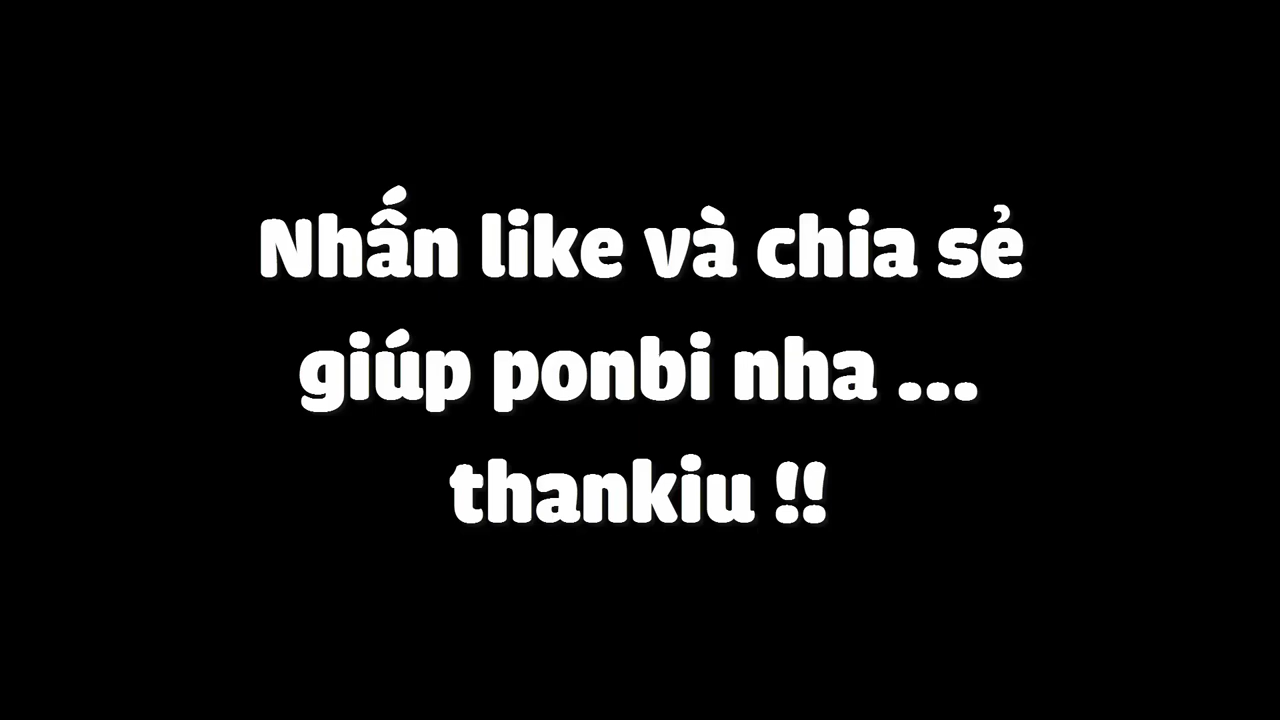 Nhấn like và chia sẻ
giúp ponbi nha ...
thankiu !!